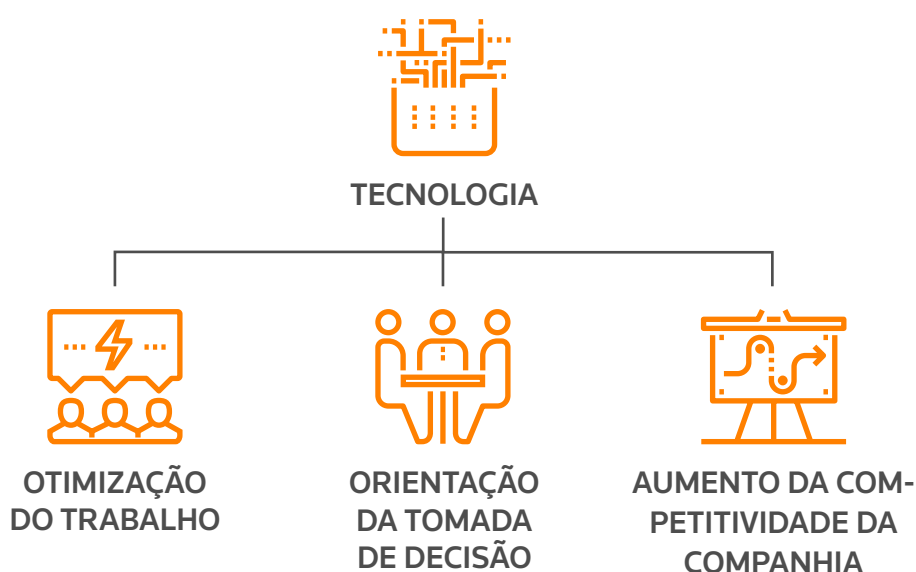 TECNOLOGIA
OTIMIZAÇÃO
DO TRABALHO
ORIENTAÇÃO
DA TOMADA
DE DECISÃO
AUMENTO DA COM-
PETITIVIDADE DA
COMPANHIA